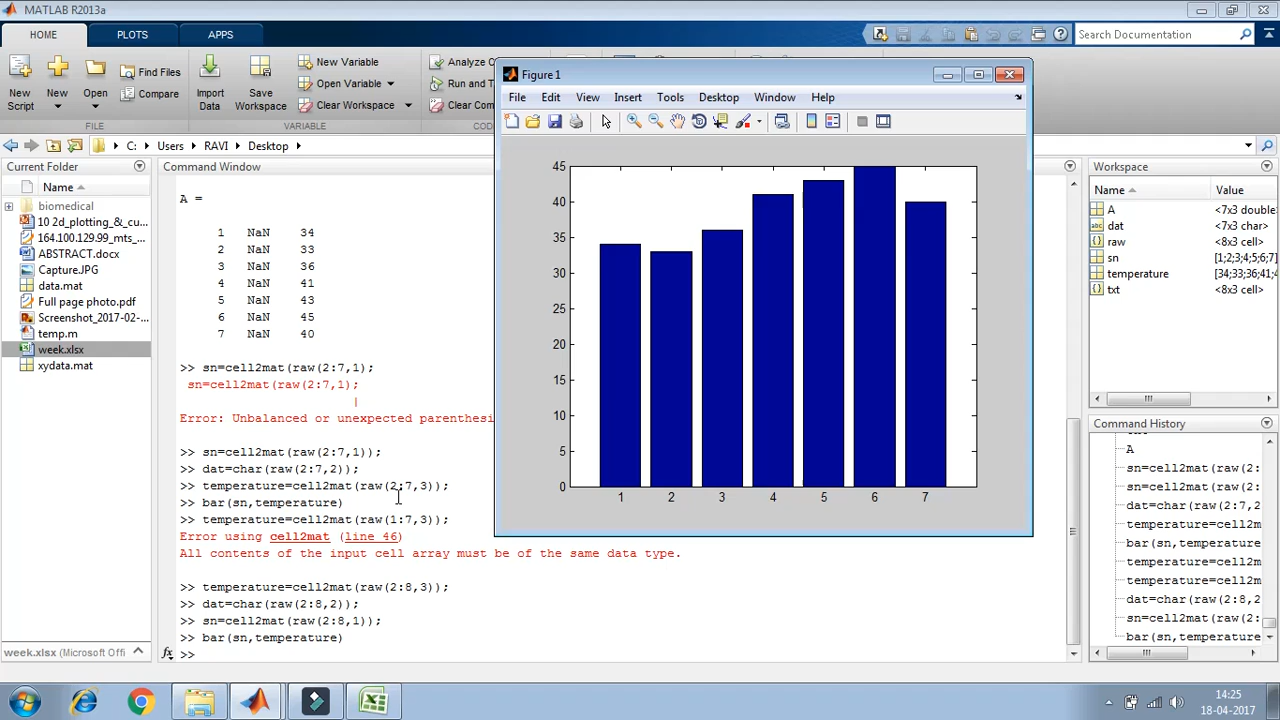 MATLAB R2013a
HOME PLOTS APPS
Search Documentation
New Script
New
Open
Find Files
Compare
Import Data
Save Workspace
New Variable
Open Variable
Clear Workspace
Analyze
Run and T
Clear Com
FILE
VARIABLE
C: Users RAVI Desktop
Current Folder
Name
biomedical
10 2d_plotting_&_cu...
164.100.129.99_mts_...
ABSTRACT.docx
Capture.JPG
data.mat
Full page photo.pdf
Screenshot_2017-02-...
temp.m
week.xlsx
xydata.mat
week.xlsx (Microsoft Offi
Command Window
A =
1 NaN 34
2 NaN 33
3 NaN 36
4 NaN 41
5 NaN 43
6 NaN 45
7 NaN 40
>> sn=cell2mat(raw(2:7,1);
sn=cell2mat(raw(2:7,1);
|
Error: Unbalanced or unexpected parenthesi
>> sn=cell2mat(raw(2:7,1));
>> dat=char(raw(2:7,2));
>> temperature=cell2mat(raw(2:7,3));
>> bar(sn,temperature)
>> temperature=cell2mat(raw(1:7,3));
Error using cell2mat (line 46)
All contents of the input cell array must be of the same data type.
>> temperature=cell2mat(raw(2:8,3));
>> dat=char(raw(2:8,2));
>> sn=cell2mat(raw(2:8,1));
>> bar(sn,temperature)
fx >>
Figure 1
File Edit View Insert Tools Desktop Window Help
45
40
35
30
25
20
15
10
5
0
1 2 3 4 5 6 7
Workspace
Name Value
A <7x3 double
dat <7x3 char>
raw <8x3 cell>
sn [1;2;3;4;5;6;7]
temperature [34;33;36;41;4
txt <8x3 cell>
Command History
A
sn=cell2mat(raw(2:
sn=cell2mat(raw(2:
dat=char(raw(2:7,2
temperature=cell2m
bar(sn,temperature
temperature=cell2m
temperature=cell2m
dat=char(raw(2:8,2
sn=cell2mat(raw(2:
bar(sn,temperature
14:25
18-04-2017